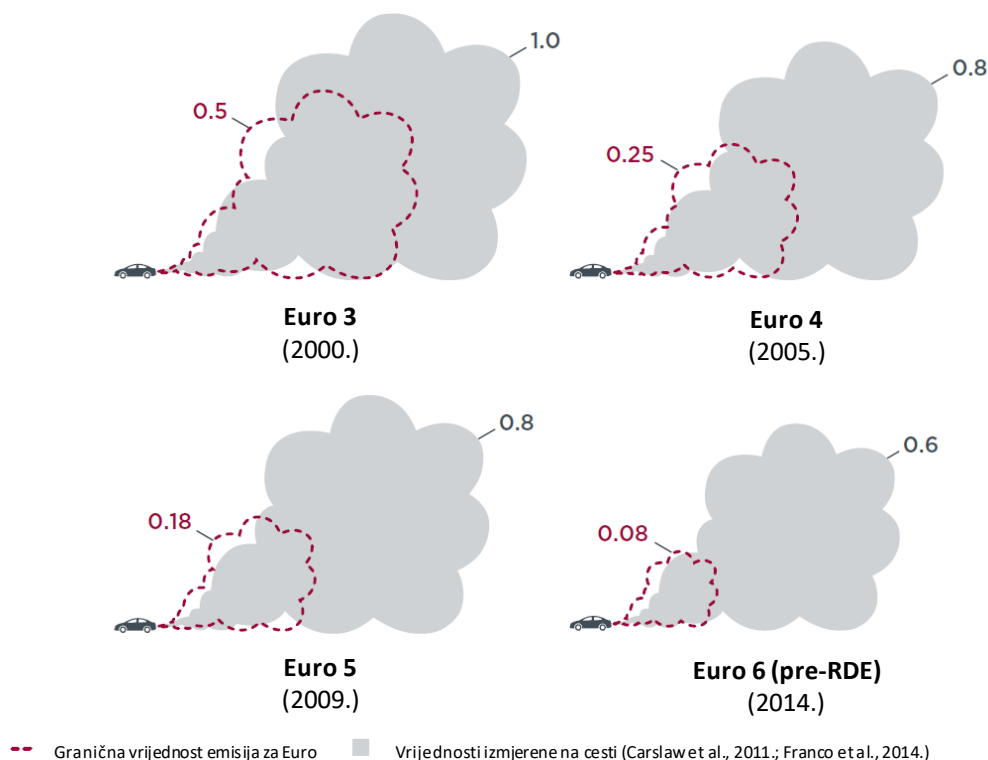 1.0
0.5
0.8
0.25
Euro 3
(2000.)
Euro 4
(2005.)
0.8
0.18
0.6
0.08
Euro 5
(2009.)
Euro 6 (pre-RDE)
(2014.)
Granična vrijednost emisija za Euro
Vrijednosti izmjerene na cesti (Carslaw et al., 2011.; Franco et al., 2014.)